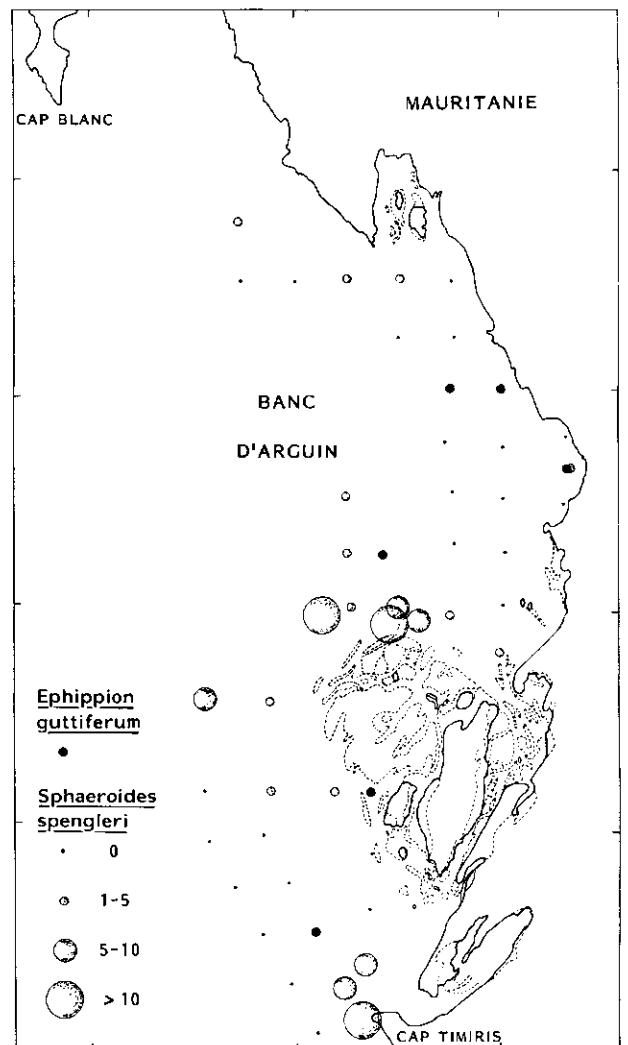 CAP BLANC
MAURITANIE
BANC
D'ARGUIN
Ephippion
guttiferum
Sphaeroides
spengleri
0
1-5
5-10
> 10
CAP TIMIRIS